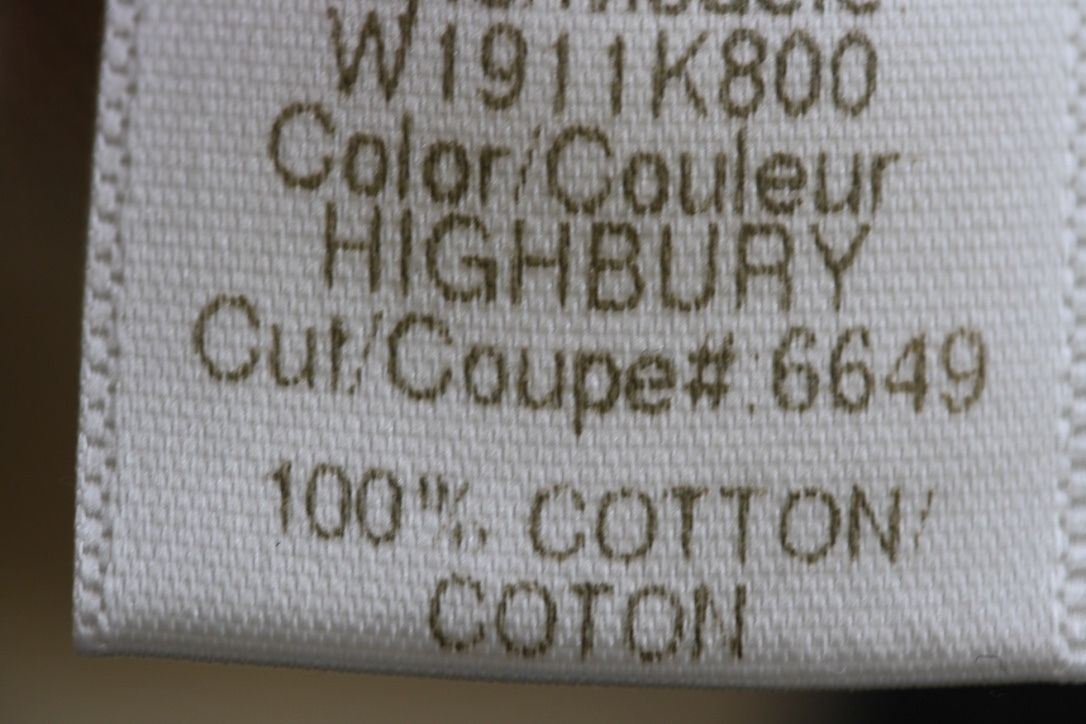 W1911K800
Color/Couleur
HIGHBURY
Cut/Coupe#:6649
100% COTTON/
COTON